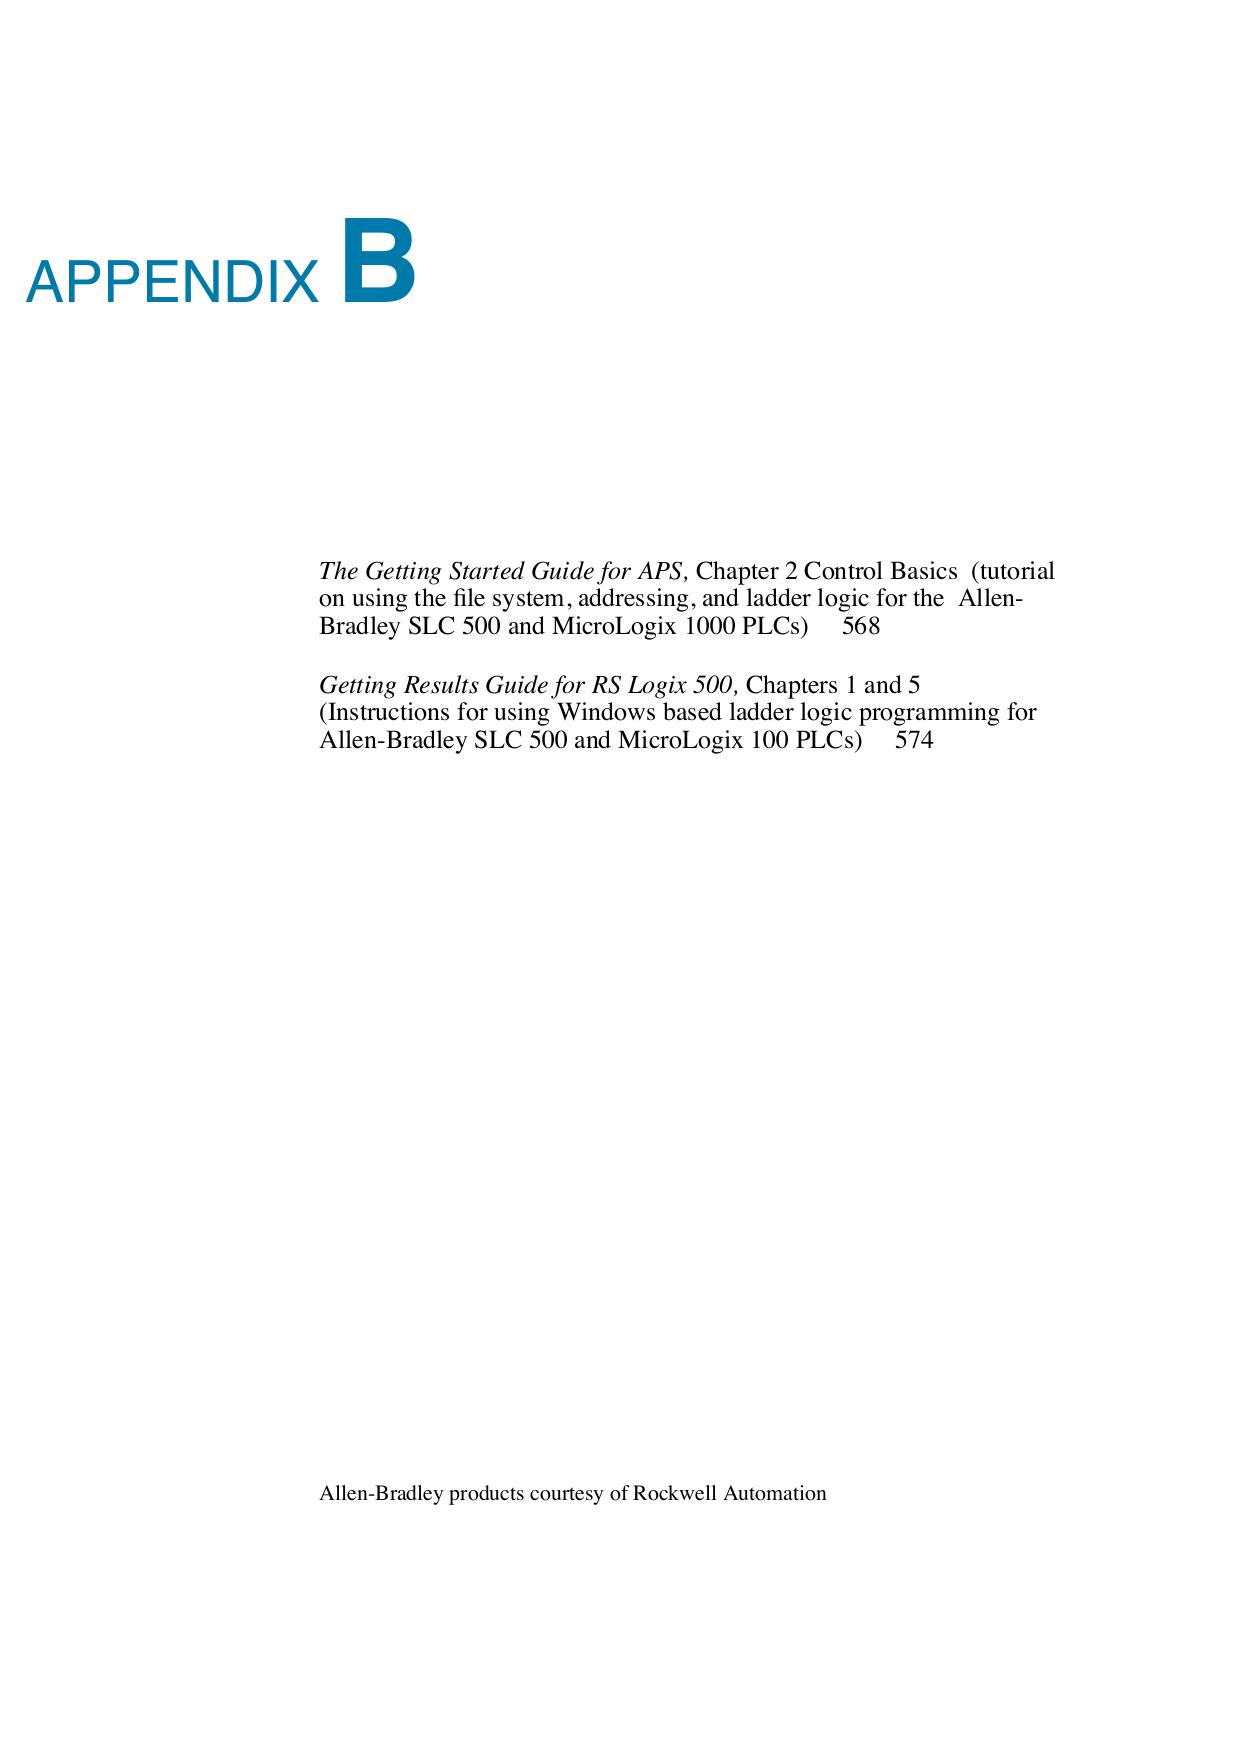 APPENDIX B
The Getting Started Guide for APS, Chapter 2 Control Basics (tutorial
on using the file system, addressing, and ladder logic for the Allen-
Bradley SLC 500 and MicroLogix 1000 PLCs) 568
Getting Results Guide for RS Logix 500, Chapters 1 and 5
(Instructions for using Windows based ladder logic programming for
Allen-Bradley SLC 500 and MicroLogix 100 PLCs) 574
Allen-Bradley products courtesy of Rockwell Automation